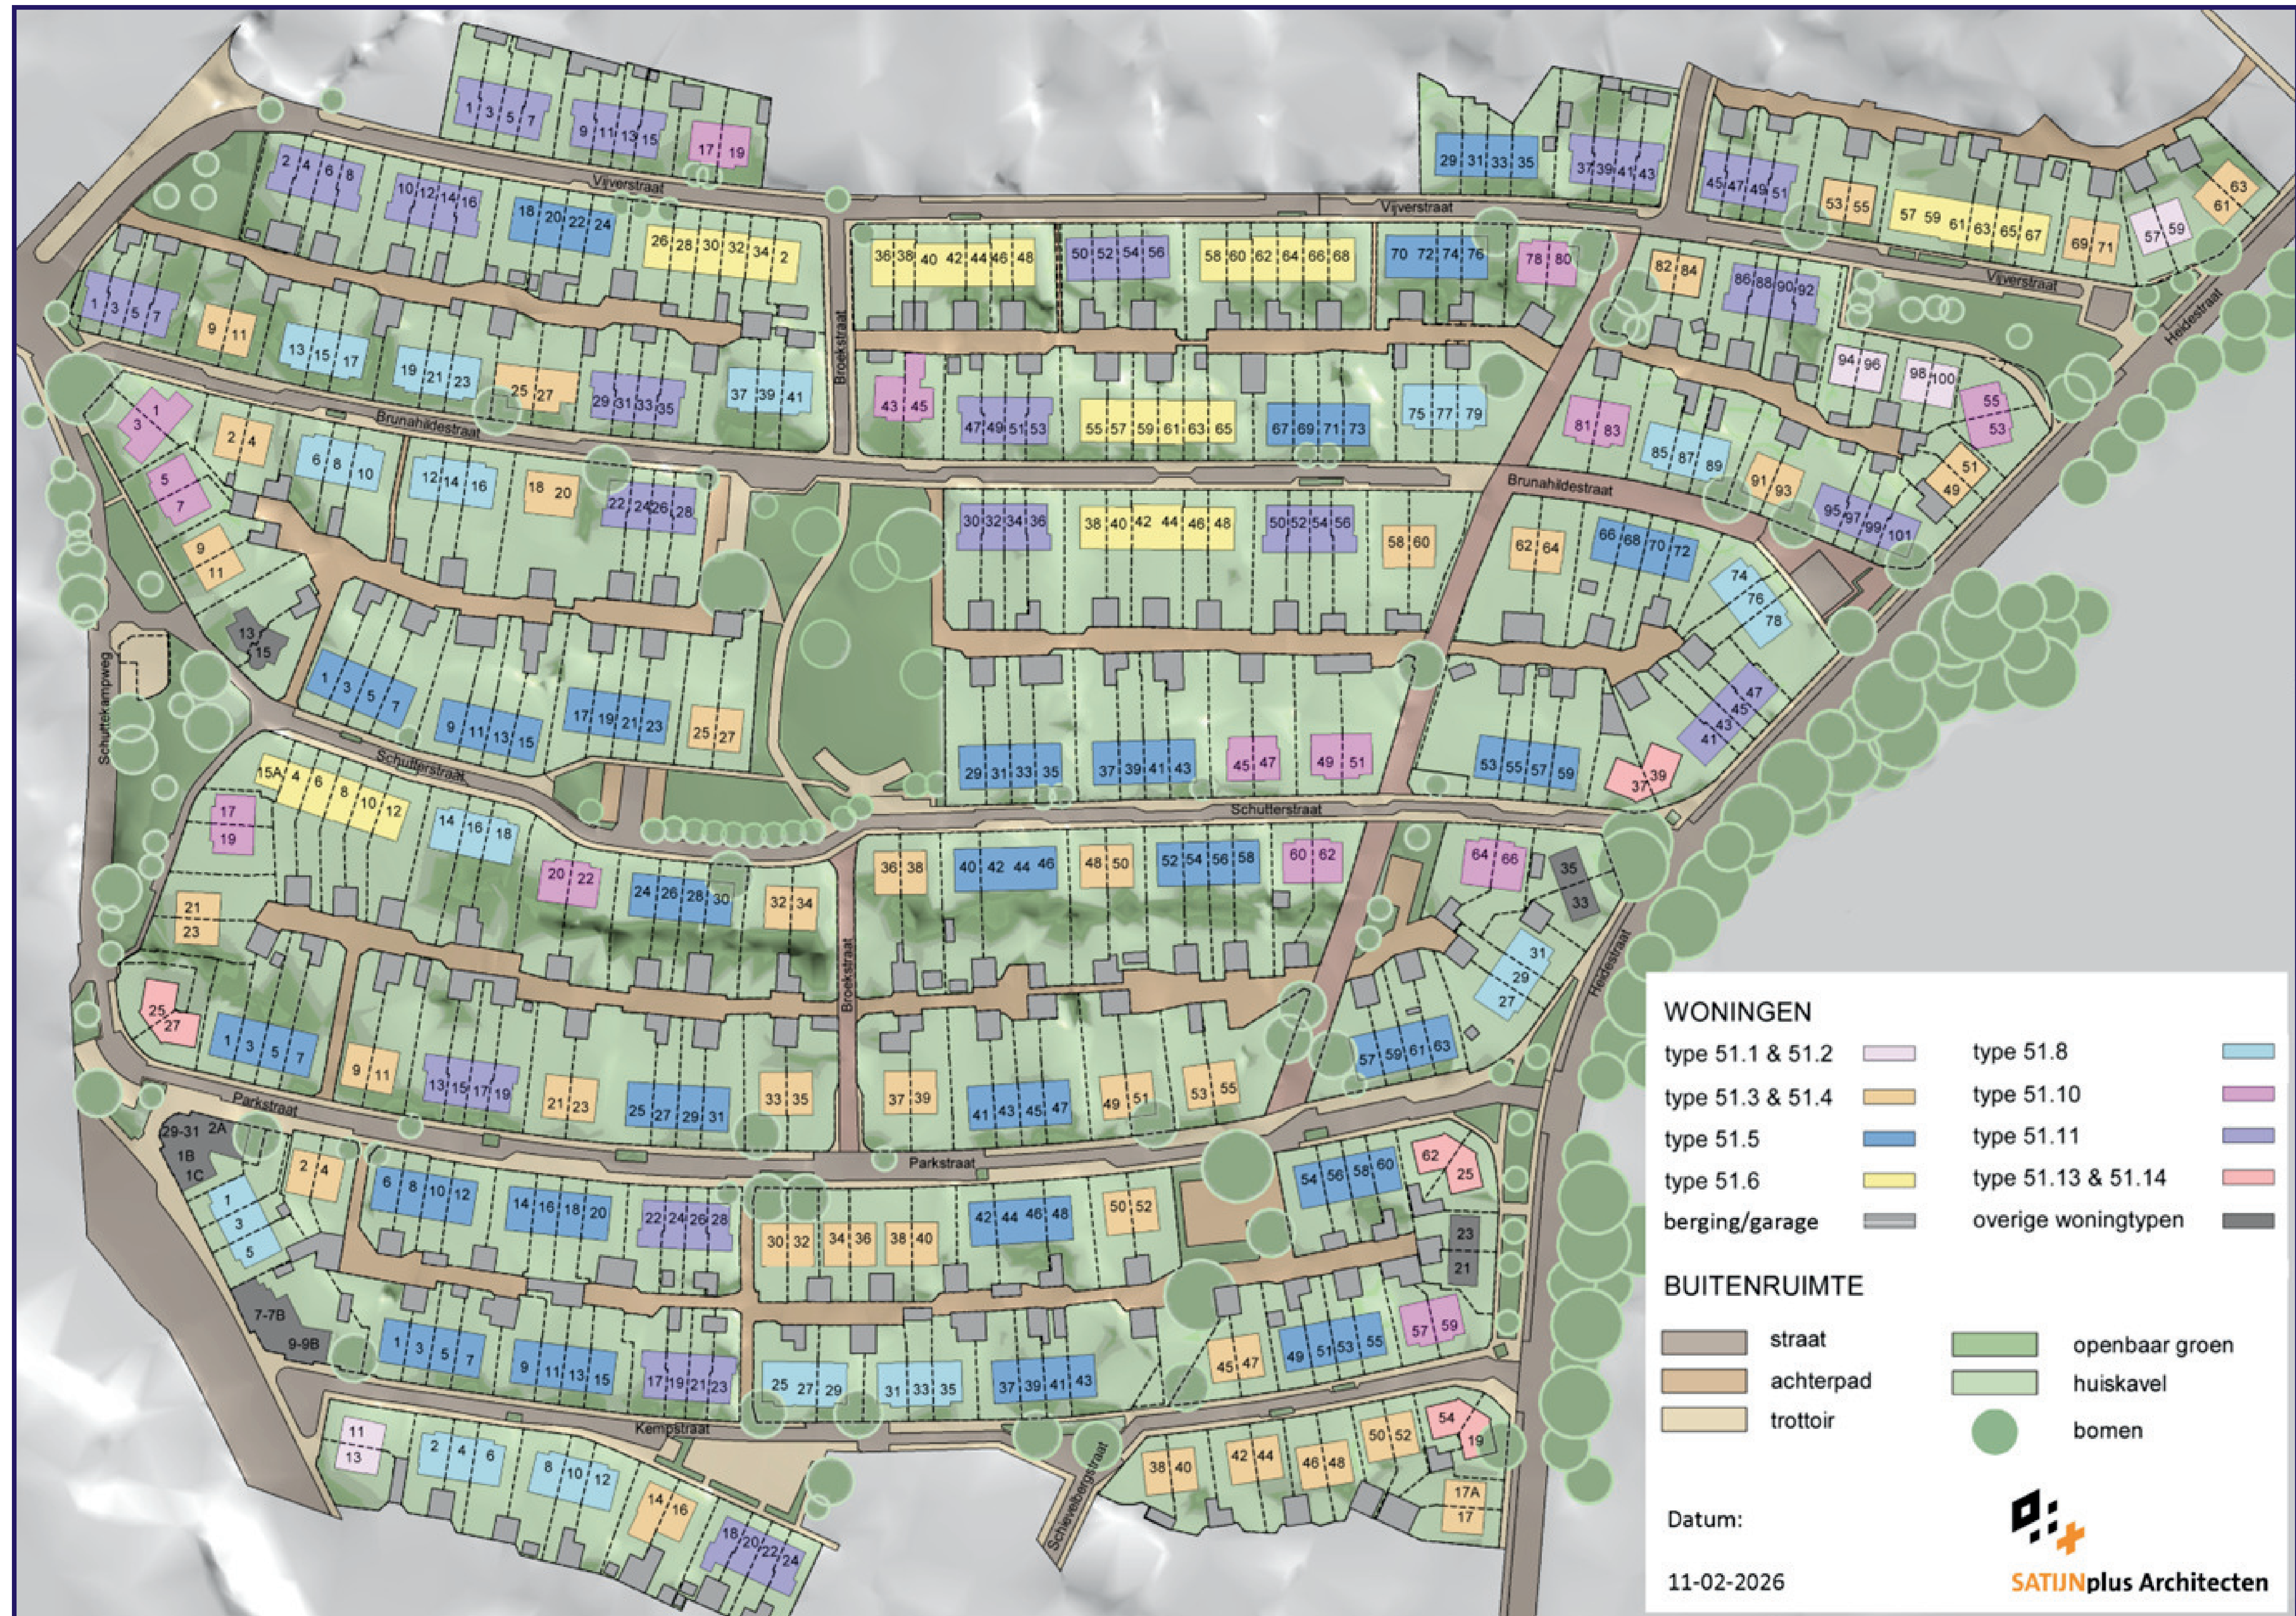 1 3 5 7
9 11 13 15
17 19
Vijverstraat
2 4 6 8
10 12 14 16
18 20 22 24
26 28 30 32 34 2
29 31 33 35
37 39 41 43
Vijverstraat
45 47 49 51
53 55
57 59 61 63 65 67
69 71
57 59
63
61
Vijverstraat
Heidestraat
36 38 40 42 44 46 48
50 52 54 56
58 60 62 64 66 68
70 72 74 76
78 80
82 84
86 88 90 92
94 96
98 100
55
53
51
49
1 3 5 7
9 11
13 15 17
19 21 23
25 27
29 31 33 35
37 39 41
Broekstraat
43 45
47 49 51 53
55 57 59 61 63 65
67 69 71 73
75 77 79
81 83
85 87 89
91 93
95 97 99 101
Brunahildestraat
Brunahildestraat
1
3
5
7
9
11
13
15
2 4
6 8 10
12 14 16
18 20
22 24 26 28
30 32 34 36
38 40 42 44 46 48
50 52 54 56
58 60
62 64
66 68 70 72
74
76
78
Schuttekampweg
1 3 5 7
9 11 13 15
17 19 21 23
25 27
29 31 33 35
37 39 41 43
45 47
49 51
53 55 57 59
47
45
43
41
39
37
Schutterstraat
Schutterstraat
15A 4 6 8 10 12
14 16 18
20 22
24 26 28 30
32 34
36 38
40 42 44 46
48 50
52 54 56 58
60 62
64 66
35
33
31
29
27
17
19
21
23
25
27
Broekstraat
Heidestraat
1 3 5 7
9 11
13 15 17 19
21 23
25 27 29 31
33 35
37 39
41 43 45 47
49 51
53 55
57 59 61 63
Parkstraat
Parkstraat
29-31 2A
1B
1C
1
3
5
7-7B
9-9B
2 4
6 8 10 12
14 16 18 20
22 24 26 28
30 32
34 36
38 40
42 44 46 48
50 52
54 56 58 60
62
25
23
21
1 3 5 7
9 11 13 15
17 19 21 23
25 27 29
31 33 35
37 39 41 43
45 47
49 51 53 55
57 59
Kempstraat
Schievelbergstraat
11
13
2 4 6
8 10 12
14 16
18 20 22 24
38 40
42 44
46 48
50 52
54
19
17A
17
WONINGEN
type 51.1 & 51.2
type 51.8
type 51.3 & 51.4
type 51.10
type 51.5
type 51.11
type 51.6
type 51.13 & 51.14
berging/garage
overige woningtypen
BUITENRUIMTE
straat
openbaar groen
achterpad
huiskavel
trottoir
bomen
Datum:
11-02-2026
SATIJNplus Architecten